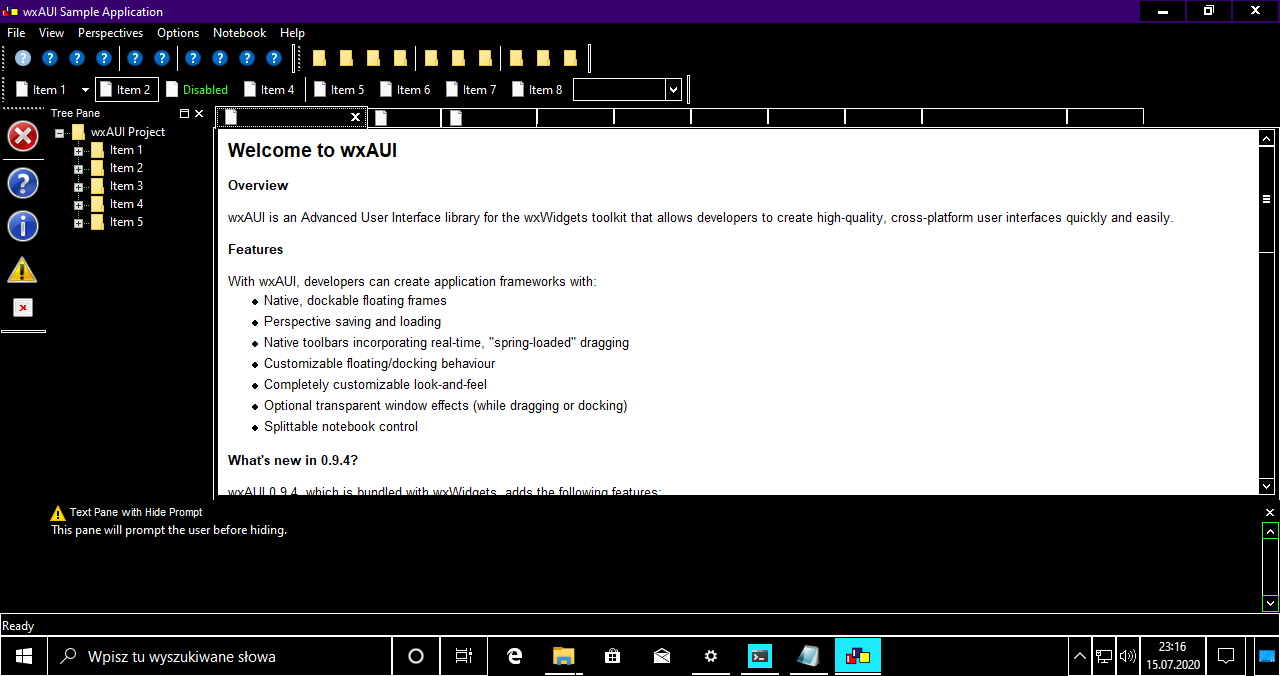 wxAUI Sample Application
File View Perspectives Options Notebook Help
Item 1 Item 2 Disabled Item 4 Item 5 Item 6 Item 7 Item 8
Tree Pane
wxAUI Project
Item 1
Item 2
Item 3
Item 4
Item 5
Welcome to wxAUI
Overview
wxAUI is an Advanced User Interface library for the wxWidgets toolkit that allows developers to create high-quality, cross-platform user interfaces quickly and easily.
Features
With wxAUI, developers can create application frameworks with:
Native, dockable floating frames
Perspective saving and loading
Native toolbars incorporating real-time, "spring-loaded" dragging
Customizable floating/docking behaviour
Completely customizable look-and-feel
Optional transparent window effects (while dragging or docking)
Splittable notebook control
What's new in 0.9.4?
wxAUI 0.9.4, which is bundled with wxWidgets, adds the following features:
Text Pane with Hide Prompt
This pane will prompt the user before hiding.
Ready
Wpisz tu wyszukiwane słowa
23:16
15.07.2020